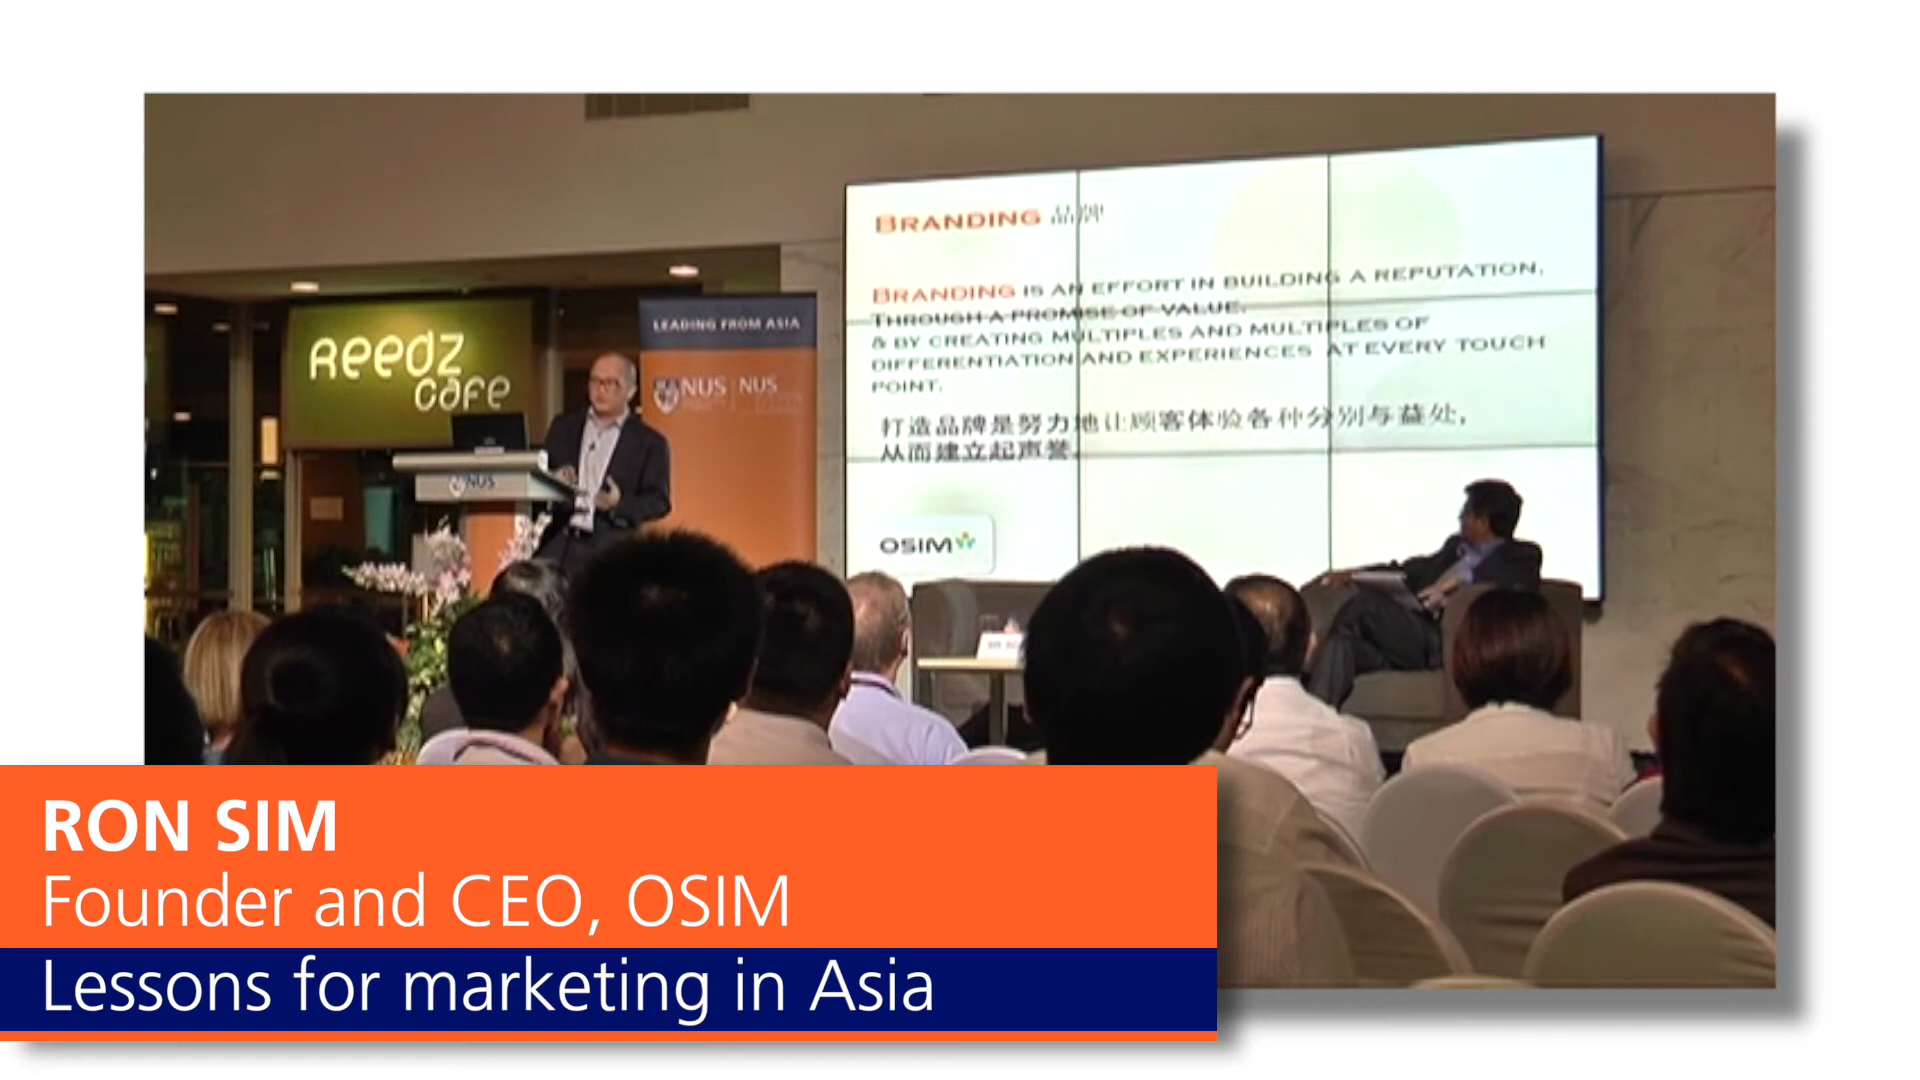 LEADING FROM ASIA
Reedz
cafe
NUS
NUS
NUS
BRANDING 品牌
BRANDING IS AN EFFORT IN BUILDING A REPUTATION,
THROUGH A PROMISE OF VALUE,
& BY CREATING MULTIPLES AND MULTIPLES OF
DIFFERENTIATION AND EXPERIENCES AT EVERY TOUCH
POINT.
打造品牌是努力地让顾客体验各种分别与益处,
从而建立起声誉.
OSIM
RON SIM
Founder and CEO, OSIM
Lessons for marketing in Asia